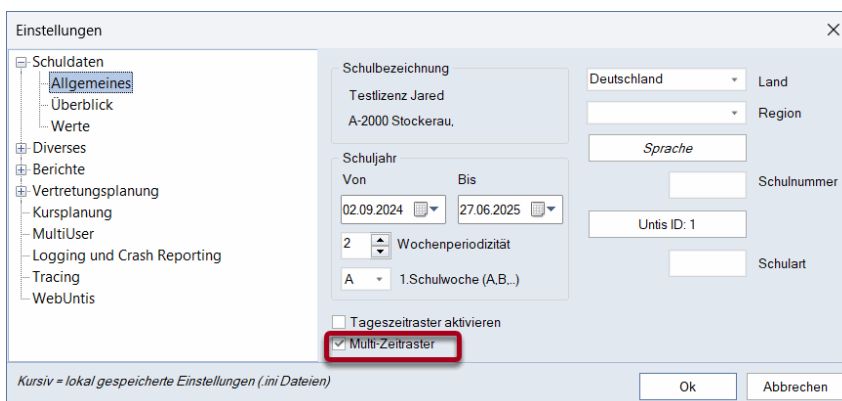 Einstellungen
Schuldaten
Allgemeines
Überblick
Werte
Diverses
Berichte
Vertretungsplanung
Kursplanung
MultiUser
Logging und Crash Reporting
Tracing
WebUntis
Schulbezeichnung
Testlizenz Jared
A-2000 Stockerau,
Schuljahr
Von Bis
02.09.2024 27.06.2025
2 Wochenperiodizität
A 1.Schulwoche (A,B,..)
Tageszeitraster aktivieren
Multi-Zeitraster
Deutschland Land
Region
Sprache
Schulnummer
Untis ID: 1
Schulart
Kursiv = lokal gespeicherte Einstellungen (.ini Dateien)
Ok Abbrechen